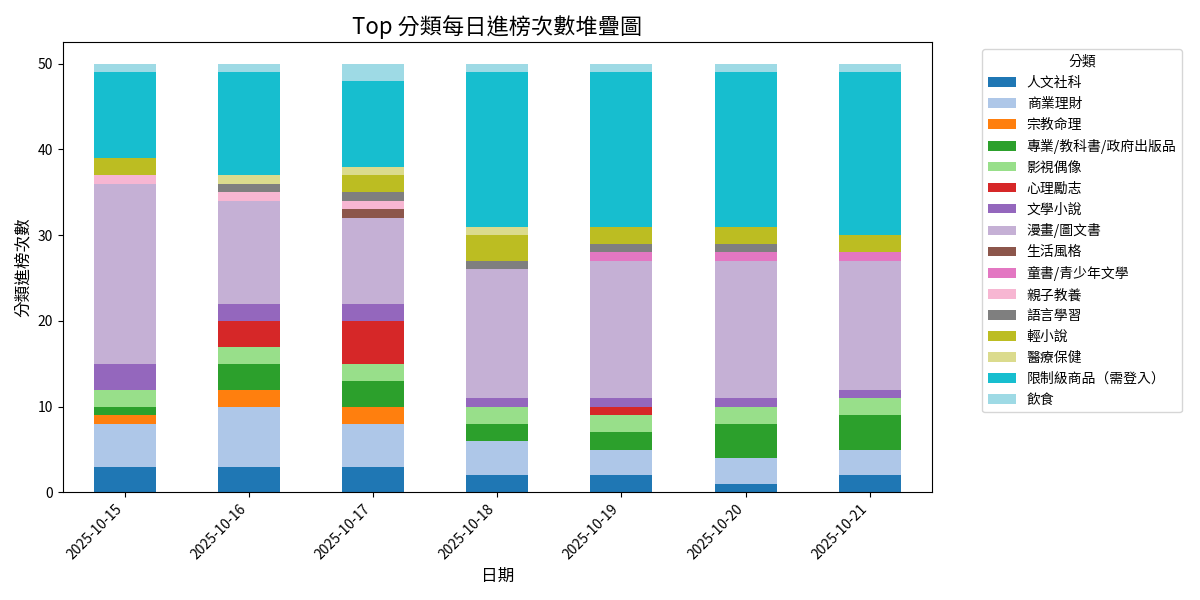 Top 分類每日進榜次數堆疊圖
分類進榜次數
50
40
30
20
10
0
2025-10-15
2025-10-16
2025-10-17
2025-10-18
2025-10-19
2025-10-20
2025-10-21
日期
分類
人文社科
商業理財
宗教命理
專業/教科書/政府出版品
影視偶像
心理勵志
文學小說
漫畫/圖文書
生活風格
童書/青少年文學
親子教養
語言學習
輕小說
醫療保健
限制級商品（需登入）
飲食